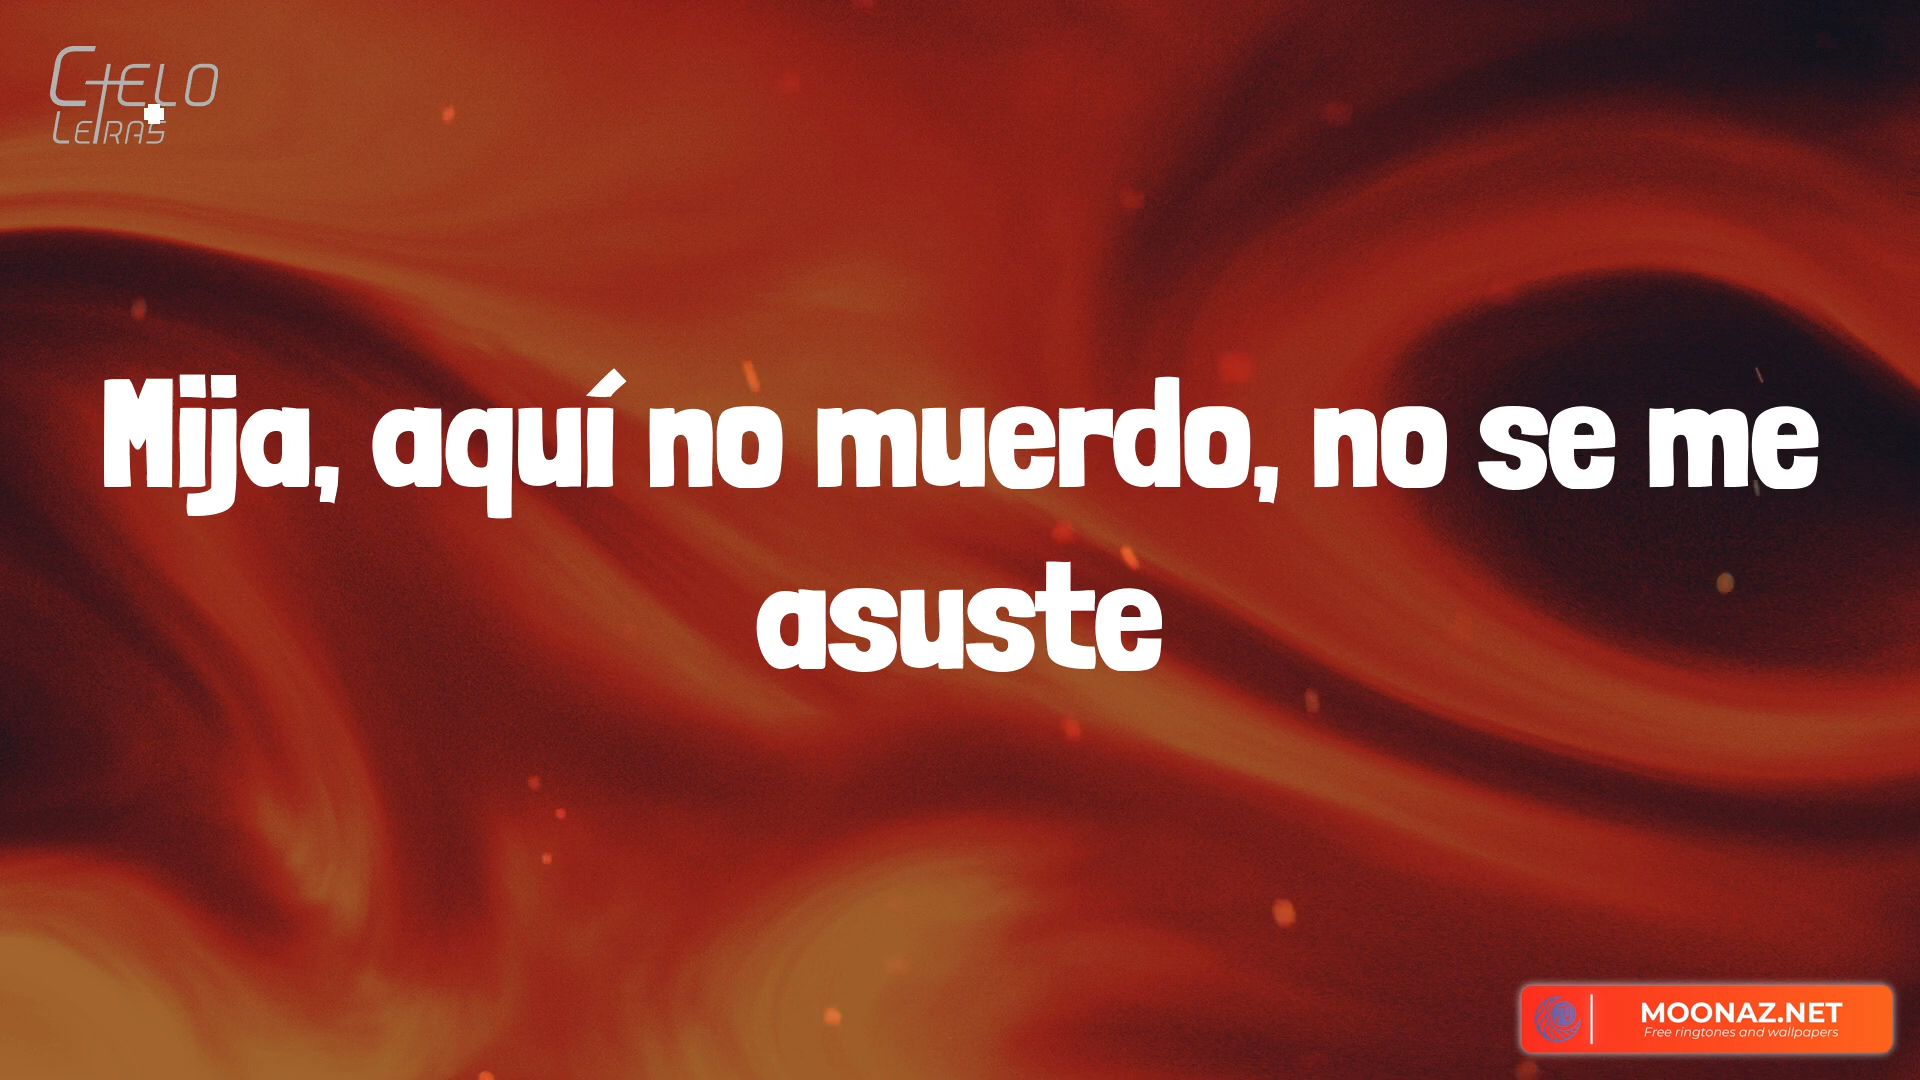 CIELO
LETRAS
Mija, aquí no muerdo, no se me
asuste
MOONAZ.NET
Free ringtones and wallpapers